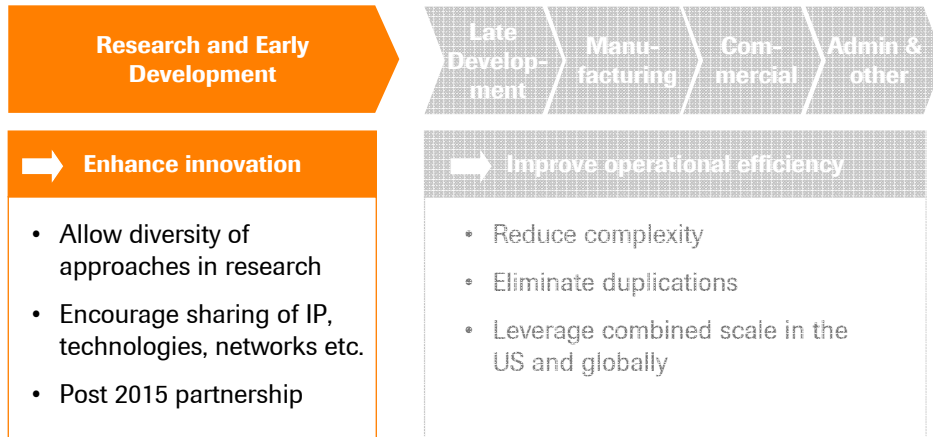 Research and Early
Development
Late
Develop-
ment
Manu-
facturing
Com-
mercial
Admin &
other
Enhance innovation
• Allow diversity of
approaches in research
• Encourage sharing of IP,
technologies, networks etc.
• Post 2015 partnership
Improve operational efficiency
• Reduce complexity
• Eliminate duplications
• Leverage combined scale in the
US and globally